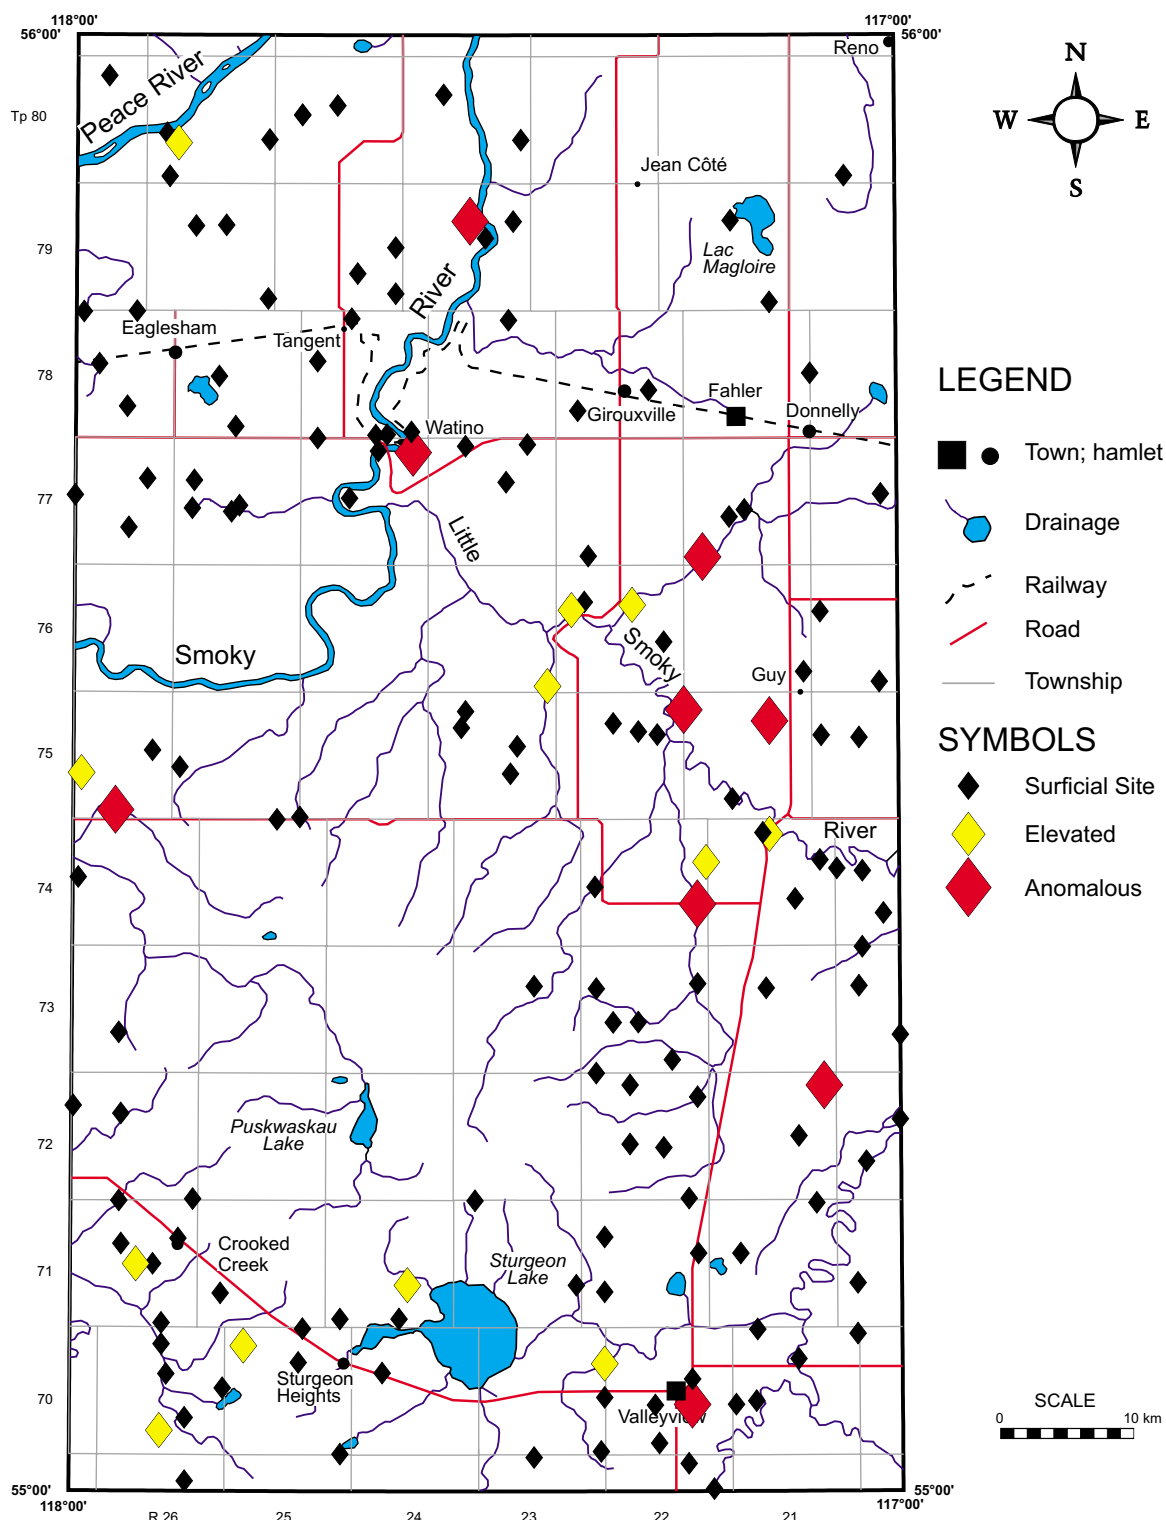 118°00'
117°00'
56°00'
56°00'
Reno
N
Peace River
Tp 80
W
E
Jean Côté
S
79
Lac
Magloire
River
Eaglesham
Tangent
78
LEGEND
Fahler
Girouxville
Donnelly
Watino
Town; hamlet
77
Little
Drainage
Railway
76
Road
Smoky
Smoky
Guy
Township
75
SYMBOLS
Surficial Site
River
Elevated
74
Anomalous
73
Puskwaskau
Lake
72
Crooked
Creek
Sturgeon
Lake
71
Sturgeon
Heights
70
SCALE
Valleyview
0
10 km
55°00'
55°00'
118°00'
117°00'
R 26
25
24
23
22
21